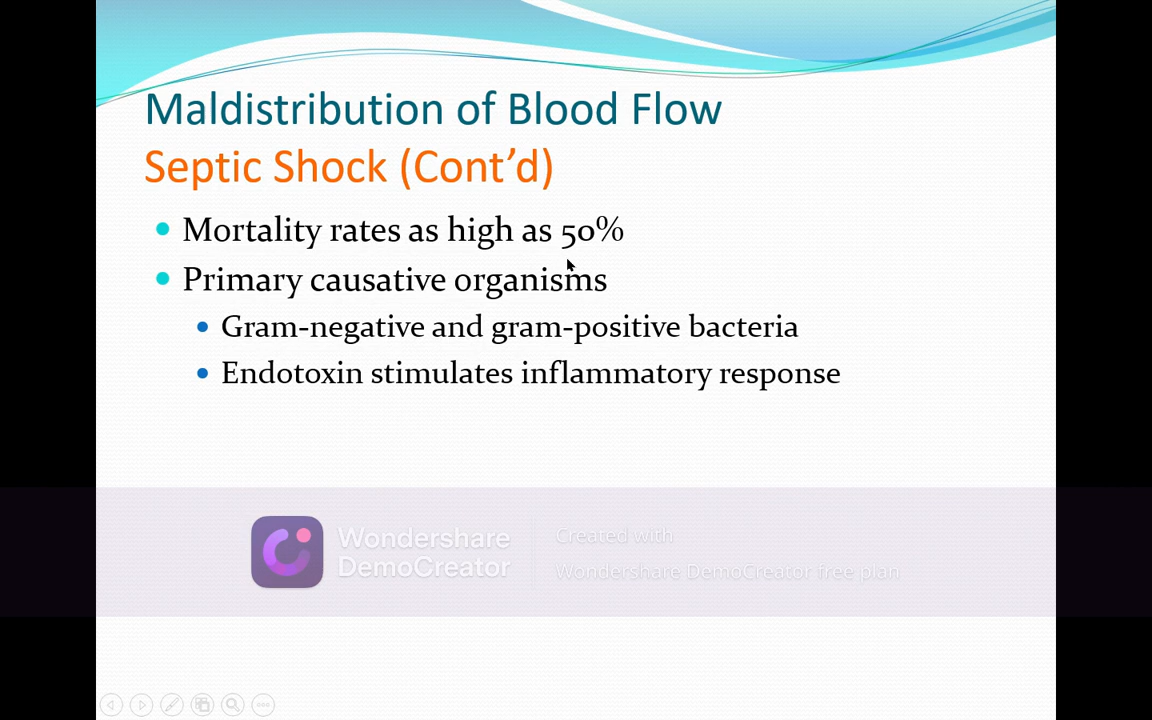 Maldistribution of Blood Flow
Septic Shock (Cont’d)
Mortality rates as high as 50%
Primary causative organisms
Gram-negative and gram-positive bacteria
Endotoxin stimulates inflammatory response
Wondershare
DemoCreator
Created with
Wondershare DemoCreator free plan